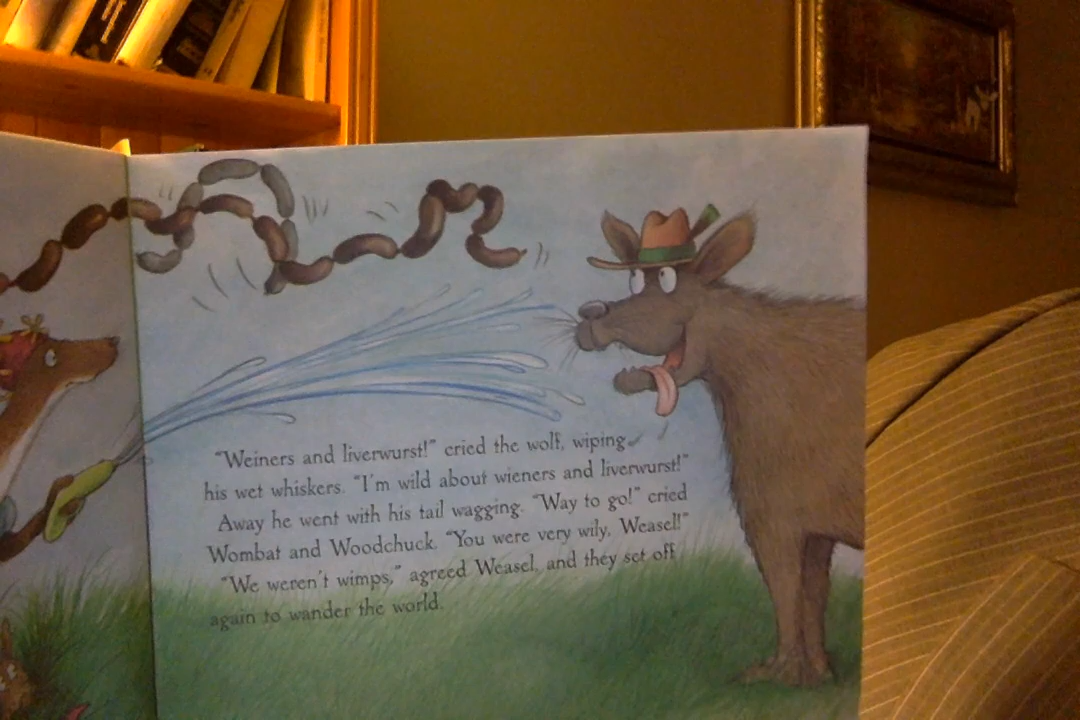 "Weiners and liverwurst!" cried the wolf, wiping
his wet whiskers. "I'm wild about wieners and liverwurst!"
Away he went with his tail wagging. "Way to go!" cried
Wombat and Woodchuck. "You were very wily, Weasel!"
"We weren't wimps," agreed Weasel, and they set off
again to wander the world.